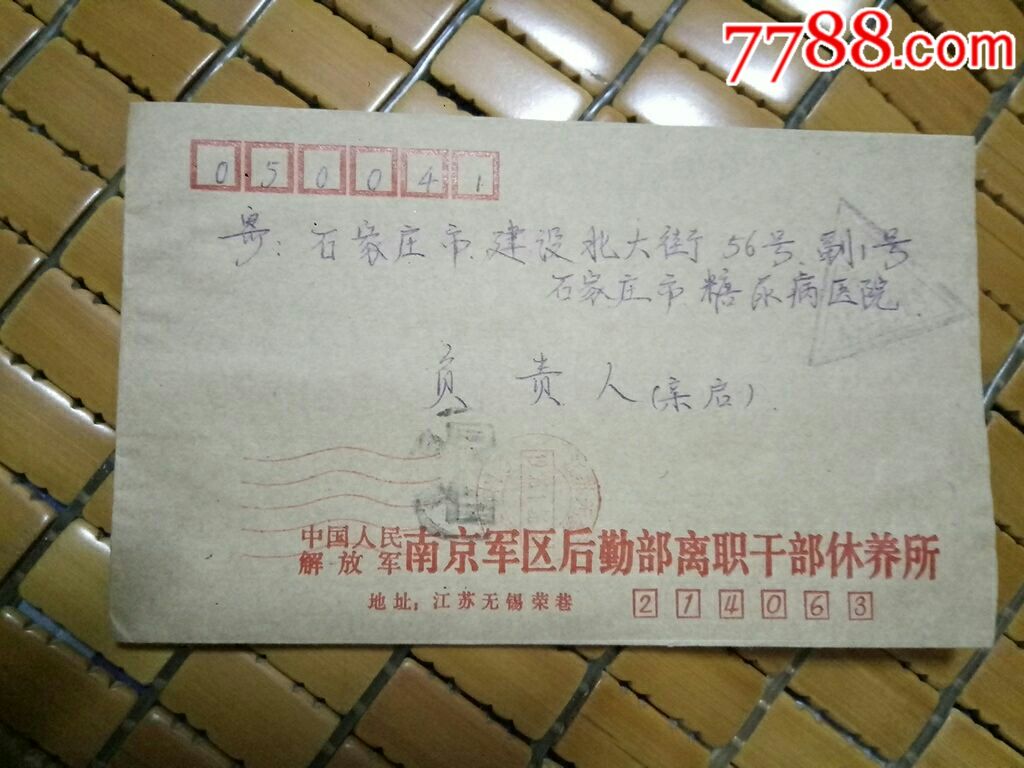 7788.com
050041
寄：石家庄市建设北大街56号.副1号
石家庄市糖尿病医院
负责人(亲启)
中国人民
解放军南京军区后勤部离职干部休养所
地址：江苏无锡荣巷 214063